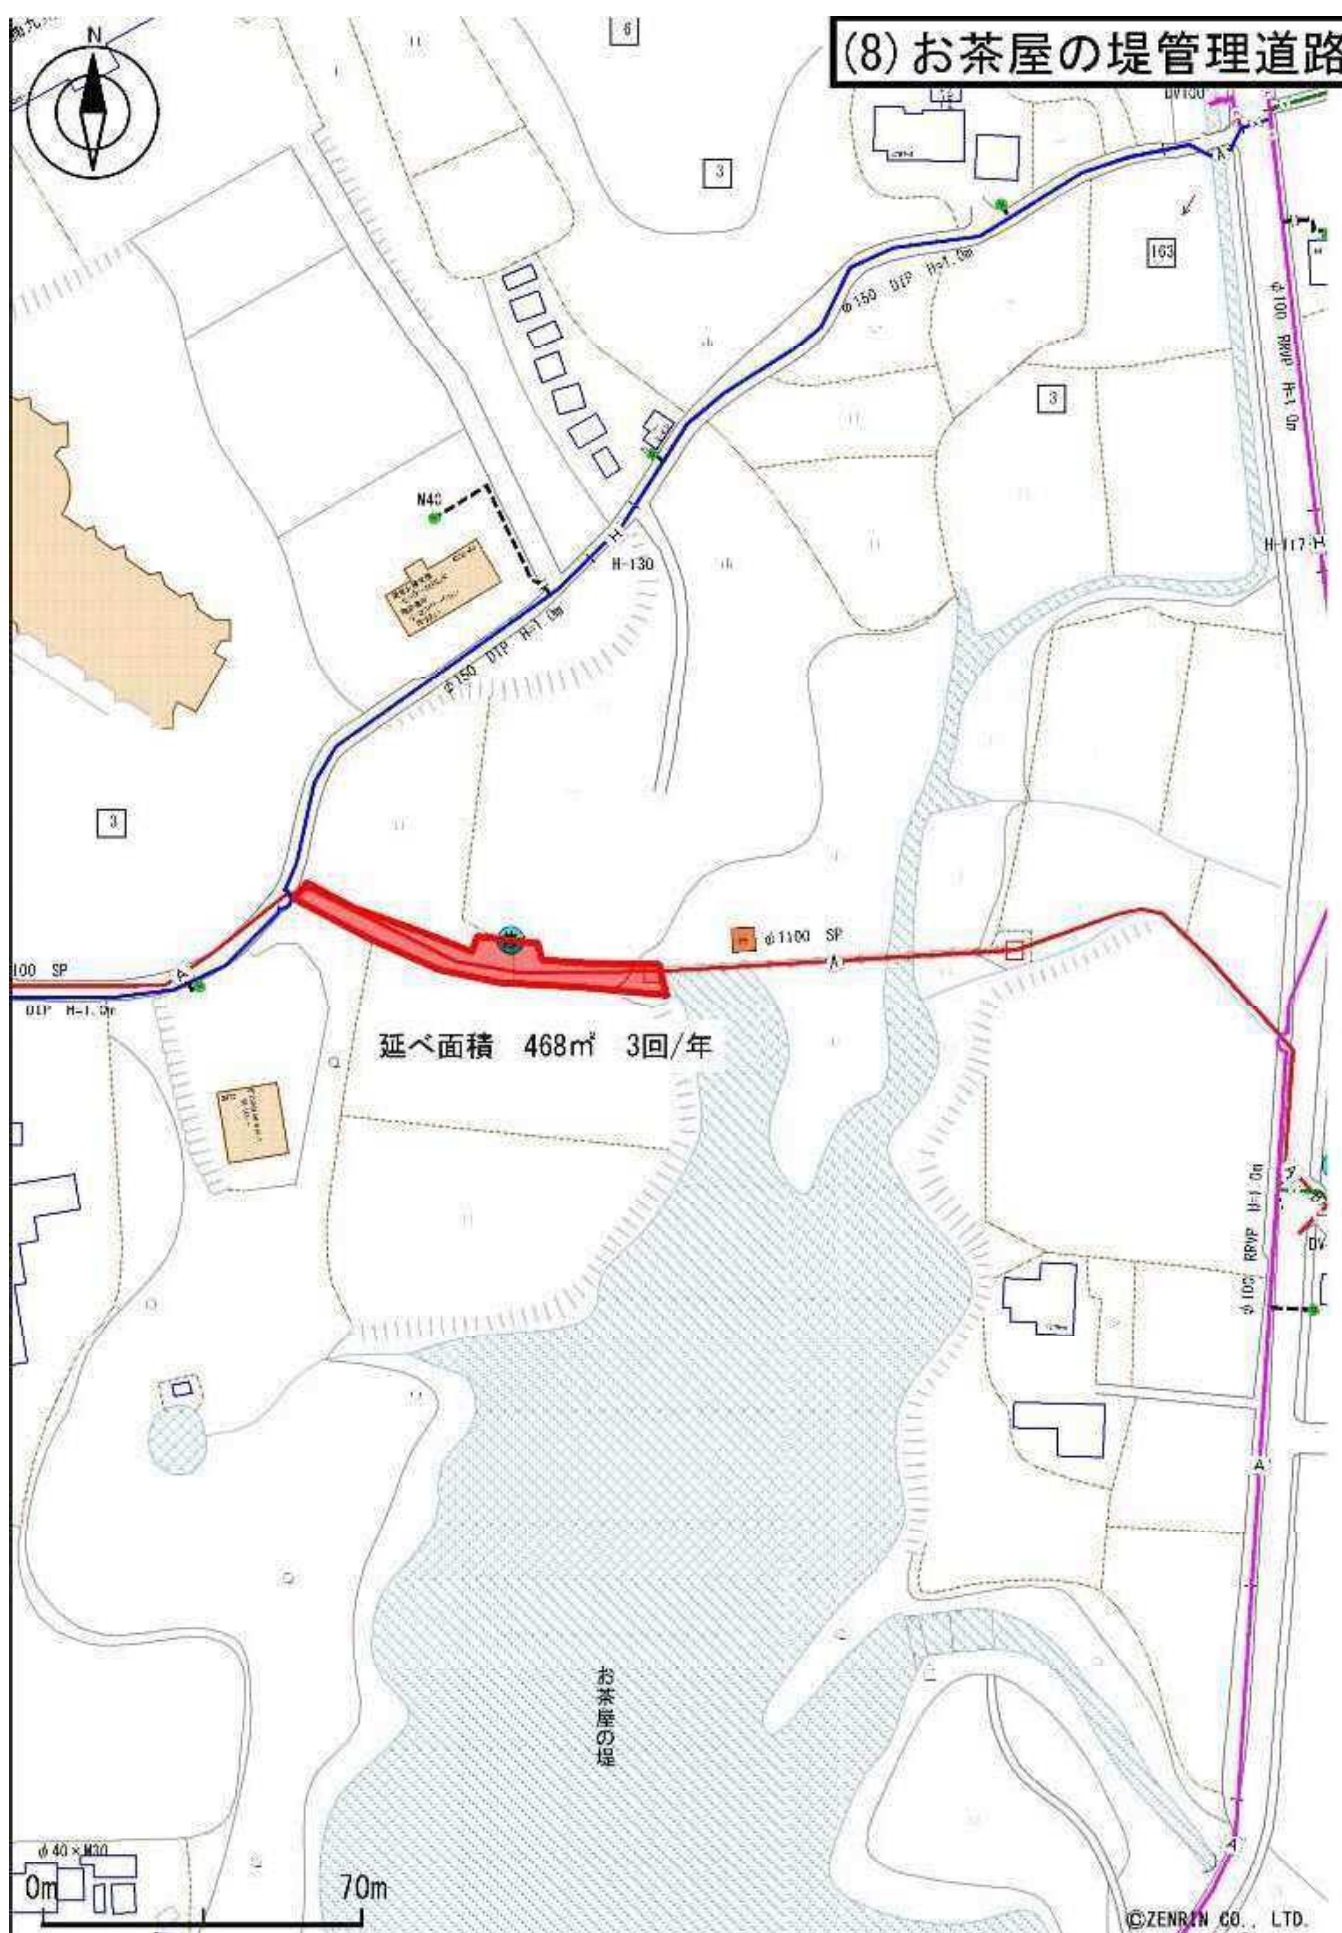 N
(8)お茶屋の堤管理道路
6
DV100
3
A
163
φ150 DIP H=1.0m
φ100 RRVP H=1.0m
3
N40
H
H-130
H-117
H
φ150 DIP H=1.0m
3
φ1100 SP
100 SP
A
A
DIP H=1.0m
延べ面積 468㎡ 3回/年
φ100 RRVP H=1.0m
A
DV
A
お茶屋の堤
A
φ40×M30
0m
70m
©ZENRIN CO., LTD.